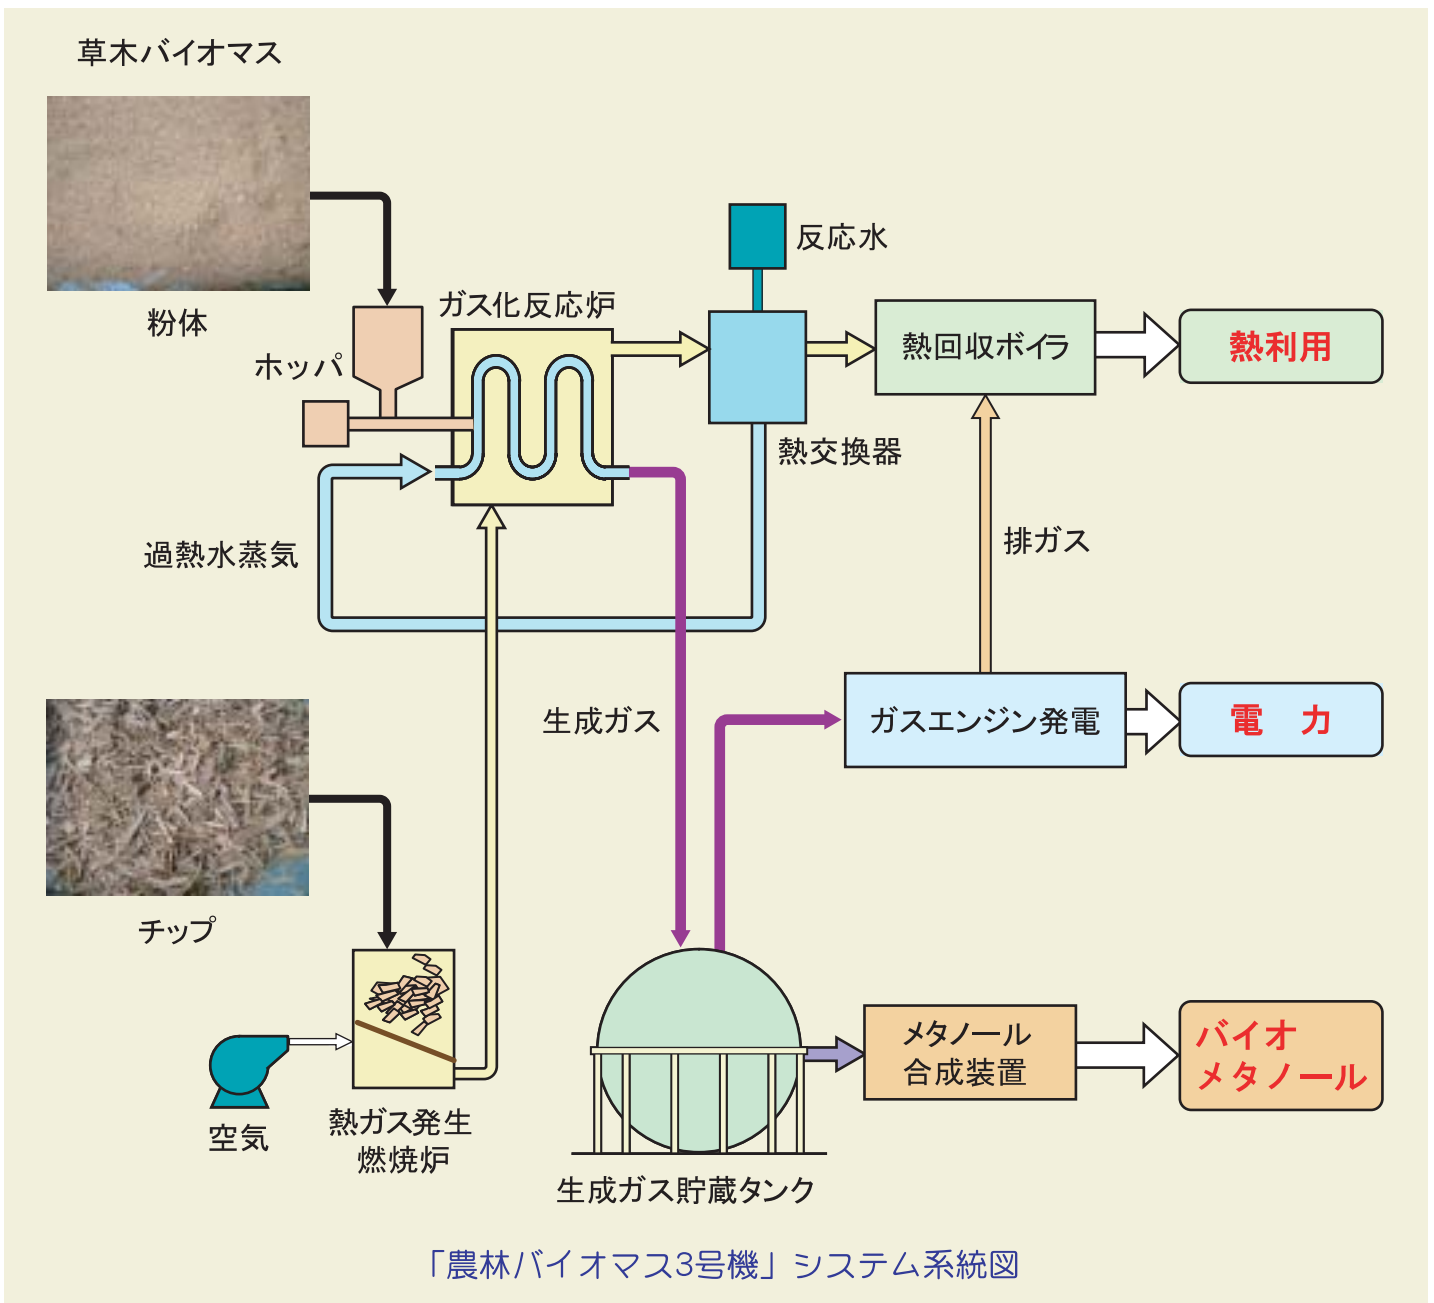 草木バイオマス
粉体
ホッパ
ガス化反応炉
反応水
熱交換器
熱回収ボイラ
熱利用
過熱水蒸気
排ガス
生成ガス
ガスエンジン発電
電　力
チップ
空気
熱ガス発生
燃焼炉
生成ガス貯蔵タンク
メタノール
合成装置
バイオ
メタノール
「農林バイオマス3号機」システム系統図